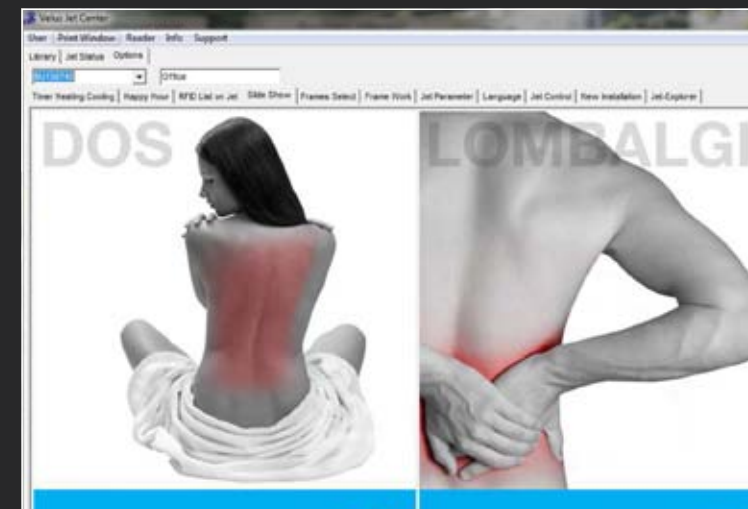 Velus Jet Center
User Print Window Reader Info Support
Library Jet Status Options
Office
Timer Heating Cooling Happy Hour RFID List on Jet Slide Show Frames Select Frame Work Jet Parameter Language Jet Control New Installation Jet-Explorer
DOS LOMBALGI